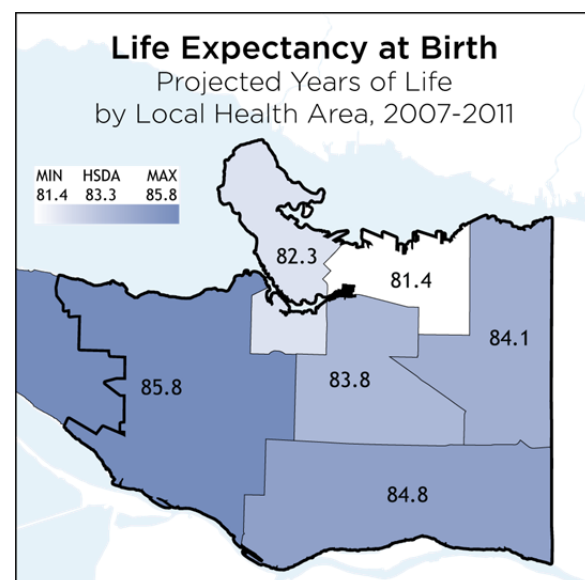 Life Expectancy at Birth
Projected Years of Life
by Local Health Area, 2007-2011
MIN HSDA MAX
81.4 83.3 85.8
82.3
81.4
84.1
83.8
85.8
84.8